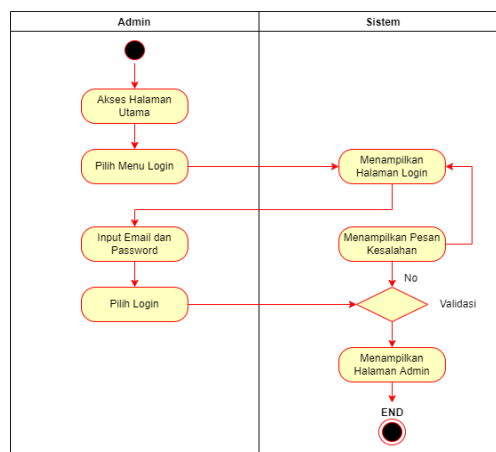 Admin
Sistem
Akses Halaman
Utama
Pilih Menu Login
Menampilkan
Halaman Login
Input Email dan
Password
Menampilkan Pesan
Kesalahan
No
Pilih Login
Validasi
Menampilkan
Halaman Admin
END